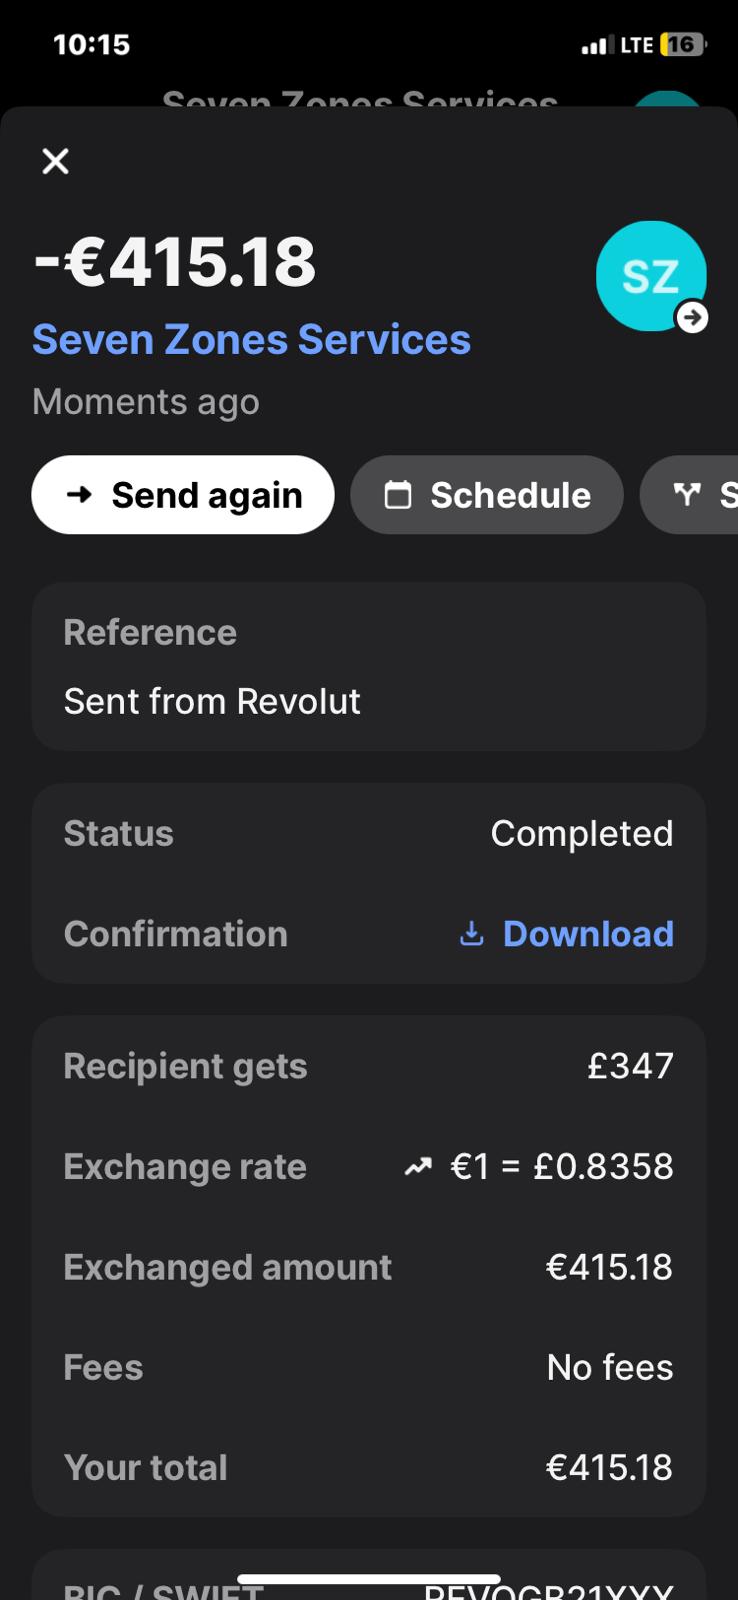 10:15
LTE 16
Seven Zones Services
-€415.18
SZ
Seven Zones Services
Moments ago
Send again
Schedule
S
Reference
Sent from Revolut
Status
Completed
Confirmation
Download
Recipient gets
£347
Exchange rate
€1 = £0.8358
Exchanged amount
€415.18
Fees
No fees
Your total
€415.18
BIC / SWIFT
REVOGB21XXX